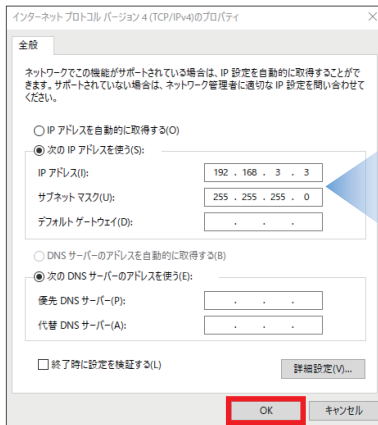 インターネット プロトコル バージョン 4 (TCP/IPv4)のプロパティ
全般
ネットワークでこの機能がサポートされている場合は、IP 設定を自動的に取得することがで
きます。サポートされていない場合は、ネットワーク管理者に適切な IP 設定を問い合わせて
ください。
IP アドレスを自動的に取得する(O)
次の IP アドレスを使う(S):
IP アドレス(I): 192 . 168 . 3 . 3
サブネット マスク(U): 255 . 255 . 255 . 0
デフォルト ゲートウェイ(D): . . .
DNS サーバーのアドレスを自動的に取得する(B)
次の DNS サーバーのアドレスを使う(E):
優先 DNS サーバー(P): . . .
代替 DNS サーバー(A): . . .
終了時に設定を検証する(L)
詳細設定(V)...
OK キャンセル